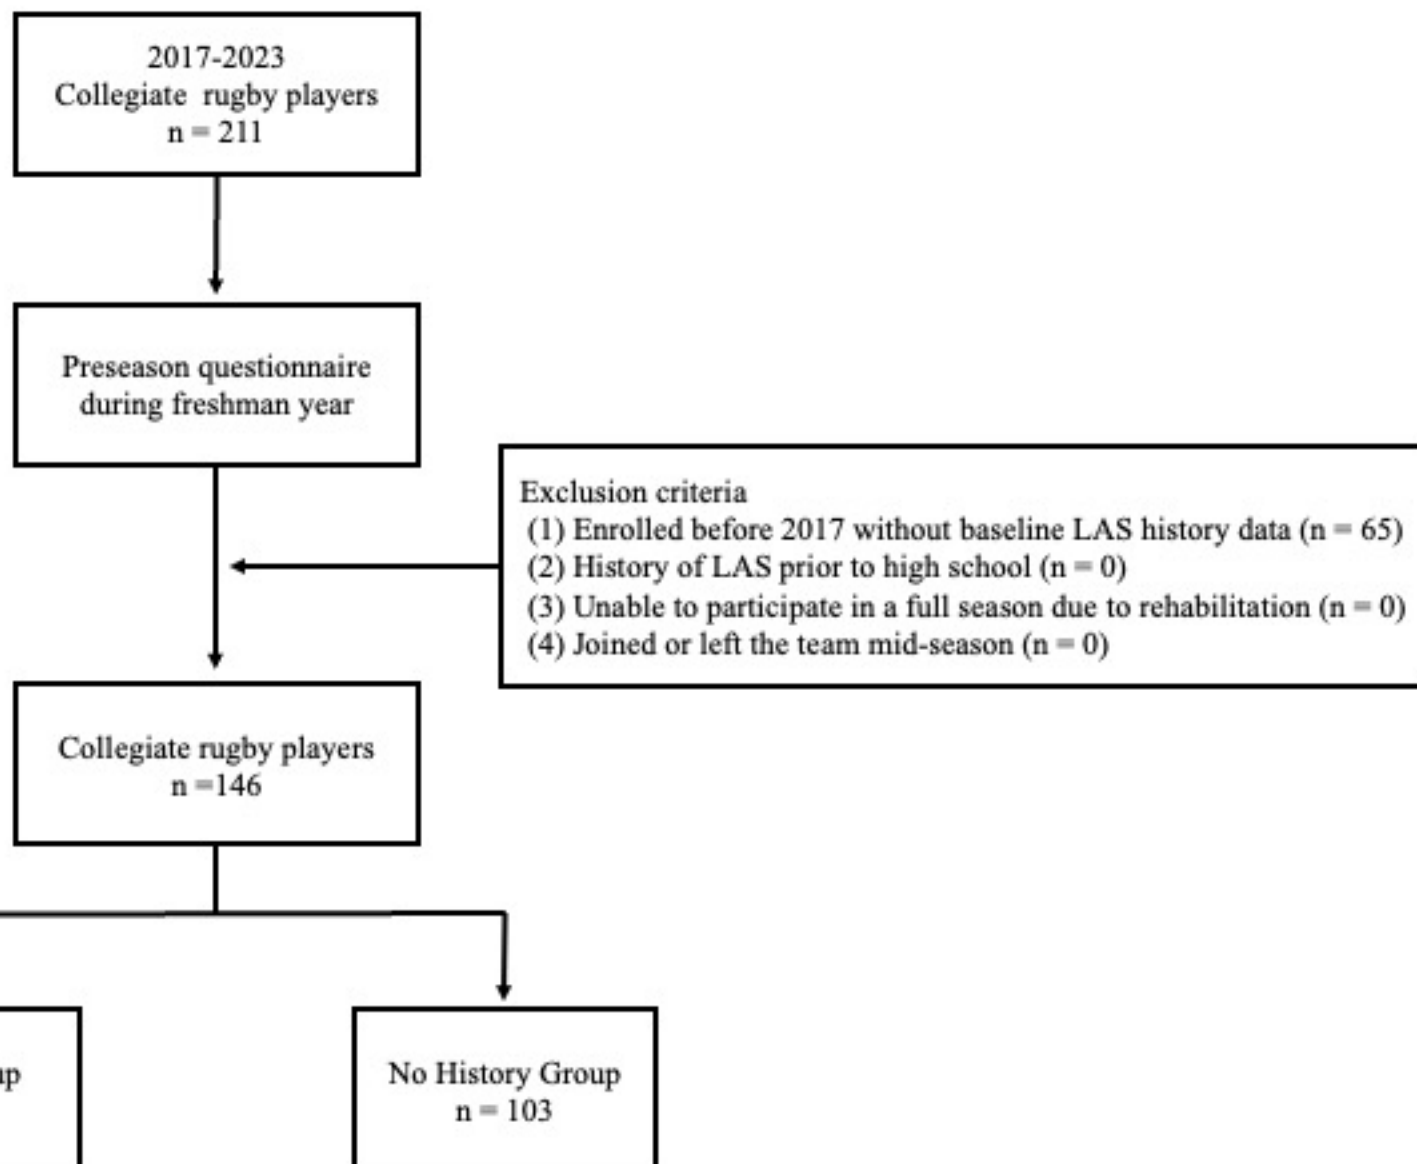 2017-2023
Collegiate rugby players
n = 211
Preseason questionnaire
during freshman year
Exclusion criteria
(1) Enrolled before 2017 without baseline LAS history data (n = 65)
(2) History of LAS prior to high school (n = 0)
(3) Unable to participate in a full season due to rehabilitation (n = 0)
(4) Joined or left the team mid-season (n = 0)
Collegiate rugby players
n =146
No History Group
n = 103